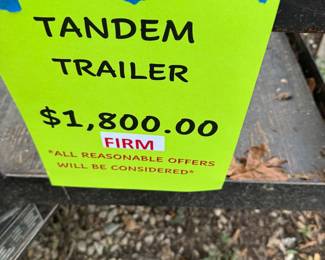 TANDEM
TRAILER
$1,800.00
FIRM
*ALL REASONABLE OFFERS
WILL BE CONSIDERED*